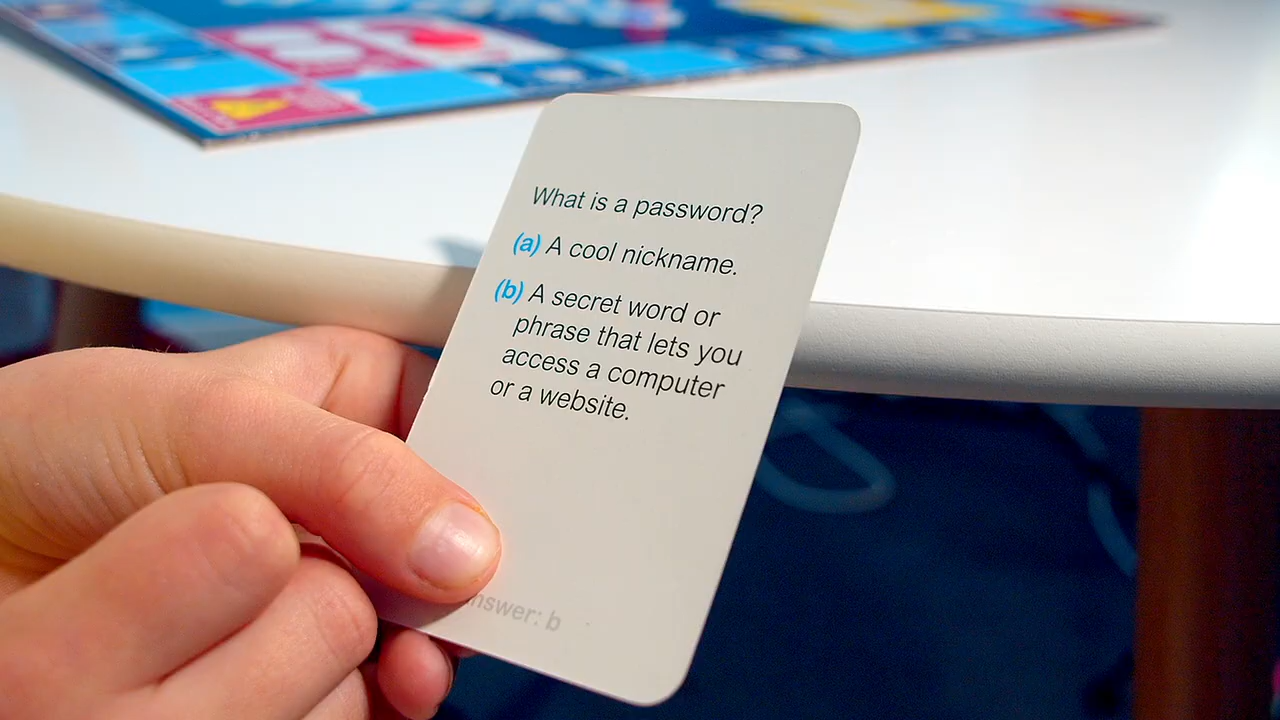 What is a password?
(a) A cool nickname.
(b) A secret word or
phrase that lets you
access a computer
or a website.
nswer: b